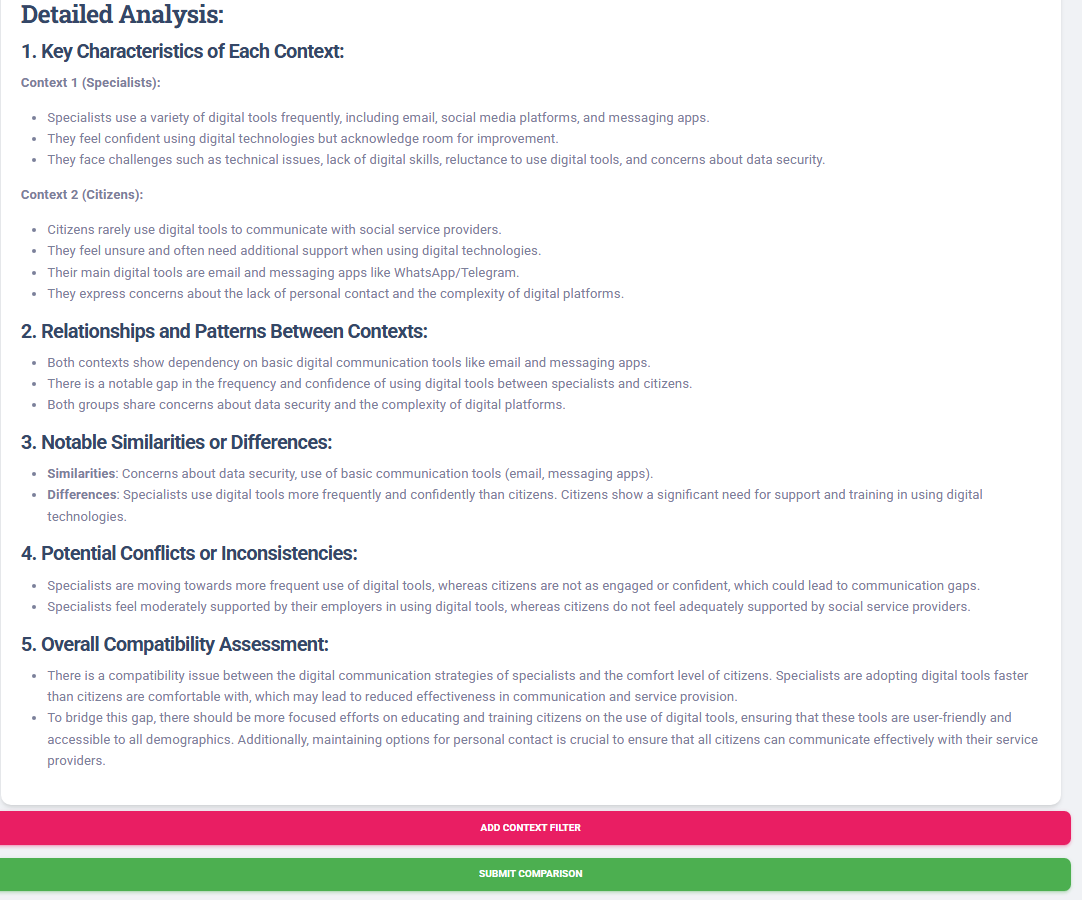 Detailed Analysis:
1. Key Characteristics of Each Context:
Context 1 (Specialists):
Specialists use a variety of digital tools frequently, including email, social media platforms, and messaging apps.
They feel confident using digital technologies but acknowledge room for improvement.
They face challenges such as technical issues, lack of digital skills, reluctance to use digital tools, and concerns about data security.
Context 2 (Citizens):
Citizens rarely use digital tools to communicate with social service providers.
They feel unsure and often need additional support when using digital technologies.
Their main digital tools are email and messaging apps like WhatsApp/Telegram.
They express concerns about the lack of personal contact and the complexity of digital platforms.
2. Relationships and Patterns Between Contexts:
Both contexts show dependency on basic digital communication tools like email and messaging apps.
There is a notable gap in the frequency and confidence of using digital tools between specialists and citizens.
Both groups share concerns about data security and the complexity of digital platforms.
3. Notable Similarities or Differences:
Similarities: Concerns about data security, use of basic communication tools (email, messaging apps).
Differences: Specialists use digital tools more frequently and confidently than citizens. Citizens show a significant need for support and training in using digital
technologies.
4. Potential Conflicts or Inconsistencies:
Specialists are moving towards more frequent use of digital tools, whereas citizens are not as engaged or confident, which could lead to communication gaps.
Specialists feel moderately supported by their employers in using digital tools, whereas citizens do not feel adequately supported by social service providers.
5. Overall Compatibility Assessment:
There is a compatibility issue between the digital communication strategies of specialists and the comfort level of citizens. Specialists are adopting digital tools faster
than citizens are comfortable with, which may lead to reduced effectiveness in communication and service provision.
To bridge this gap, there should be more focused efforts on educating and training citizens on the use of digital tools, ensuring that these tools are user-friendly and
accessible to all demographics. Additionally, maintaining options for personal contact is crucial to ensure that all citizens can communicate effectively with their service
providers.
ADD CONTEXT FILTER
SUBMIT COMPARISON